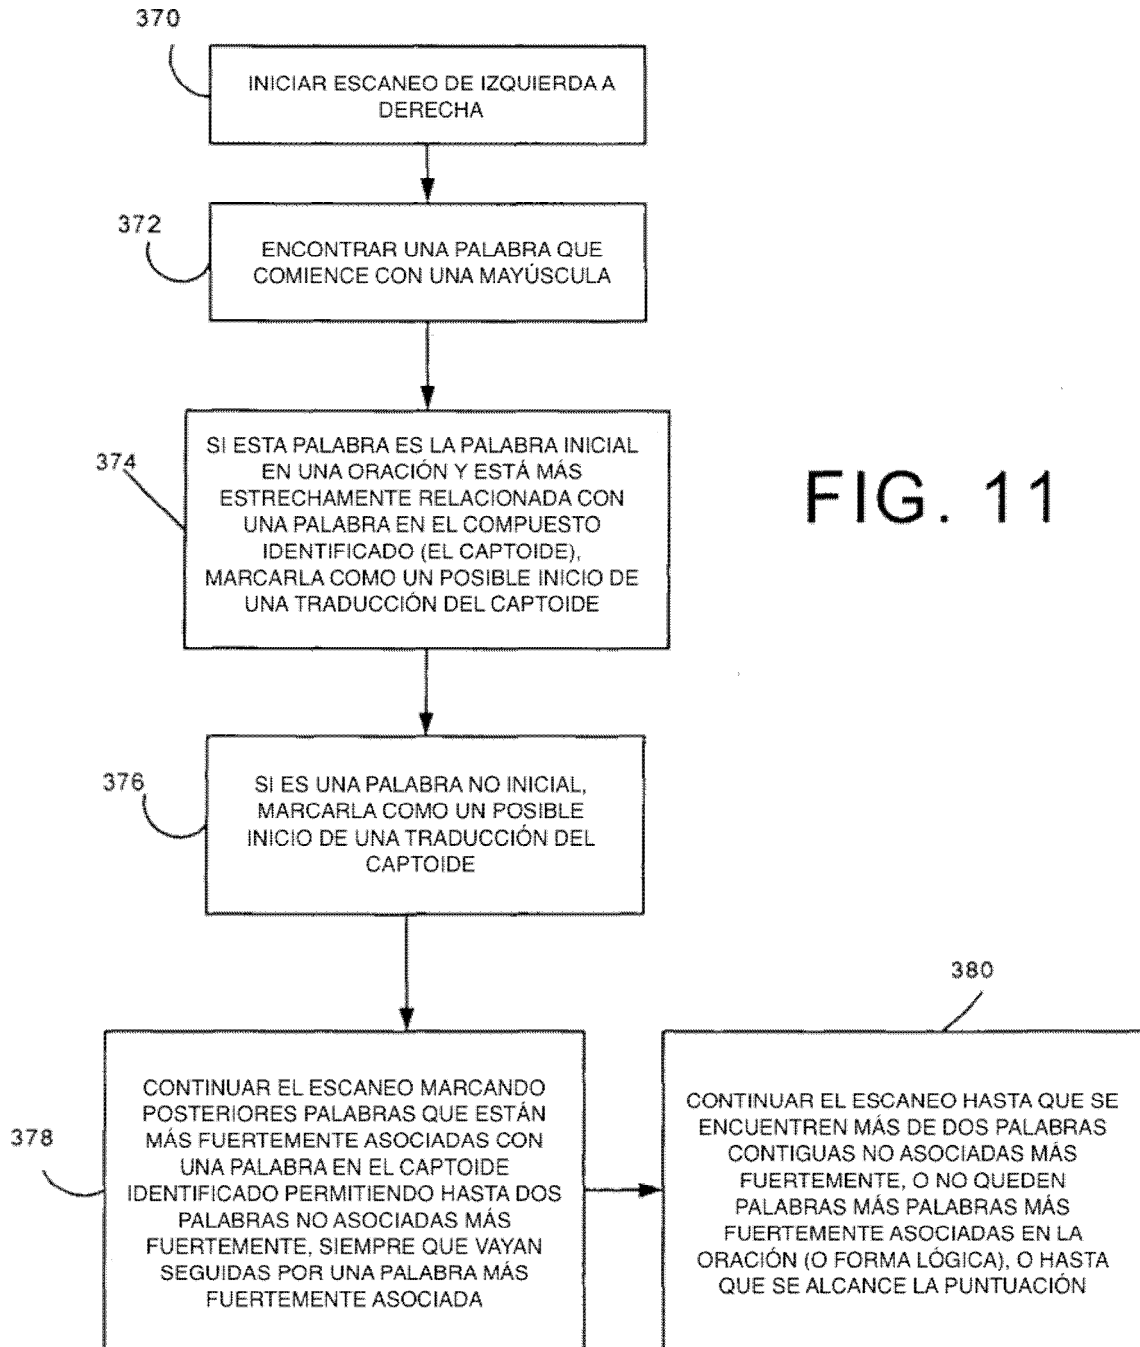 370
INICIAR ESCANEO DE IZQUIERDA A
DERECHA
372
ENCONTRAR UNA PALABRA QUE
COMIENCE CON UNA MAYÚSCULA
374
SI ESTA PALABRA ES LA PALABRA INICIAL
EN UNA ORACIÓN Y ESTÁ MÁS
ESTRECHAMENTE RELACIONADA CON
UNA PALABRA EN EL COMPUESTO
IDENTIFICADO (EL CAPTOIDE),
MARCARLA COMO UN POSIBLE INICIO DE
UNA TRADUCCIÓN DEL CAPTOIDE
FIG. 11
376
SI ES UNA PALABRA NO INICIAL,
MARCARLA COMO UN POSIBLE
INICIO DE UNA TRADUCCIÓN DEL
CAPTOIDE
378
CONTINUAR EL ESCANEO MARCANDO
POSTERIORES PALABRAS QUE ESTÁN
MÁS FUERTEMENTE ASOCIADAS CON
UNA PALABRA EN EL CAPTOIDE
IDENTIFICADO PERMITIENDO HASTA DOS
PALABRAS NO ASOCIADAS MÁS
FUERTEMENTE, SIEMPRE QUE VAYAN
SEGUIDAS POR UNA PALABRA MÁS
FUERTEMENTE ASOCIADA
380
CONTINUAR EL ESCANEO HASTA QUE SE
ENCUENTREN MÁS DE DOS PALABRAS
CONTIGUAS NO ASOCIADAS MÁS
FUERTEMENTE, O NO QUEDEN
PALABRAS MÁS PALABRAS MÁS
FUERTEMENTE ASOCIADAS EN LA
ORACIÓN (O FORMA LÓGICA), O HASTA
QUE SE ALCANCE LA PUNTUACIÓN